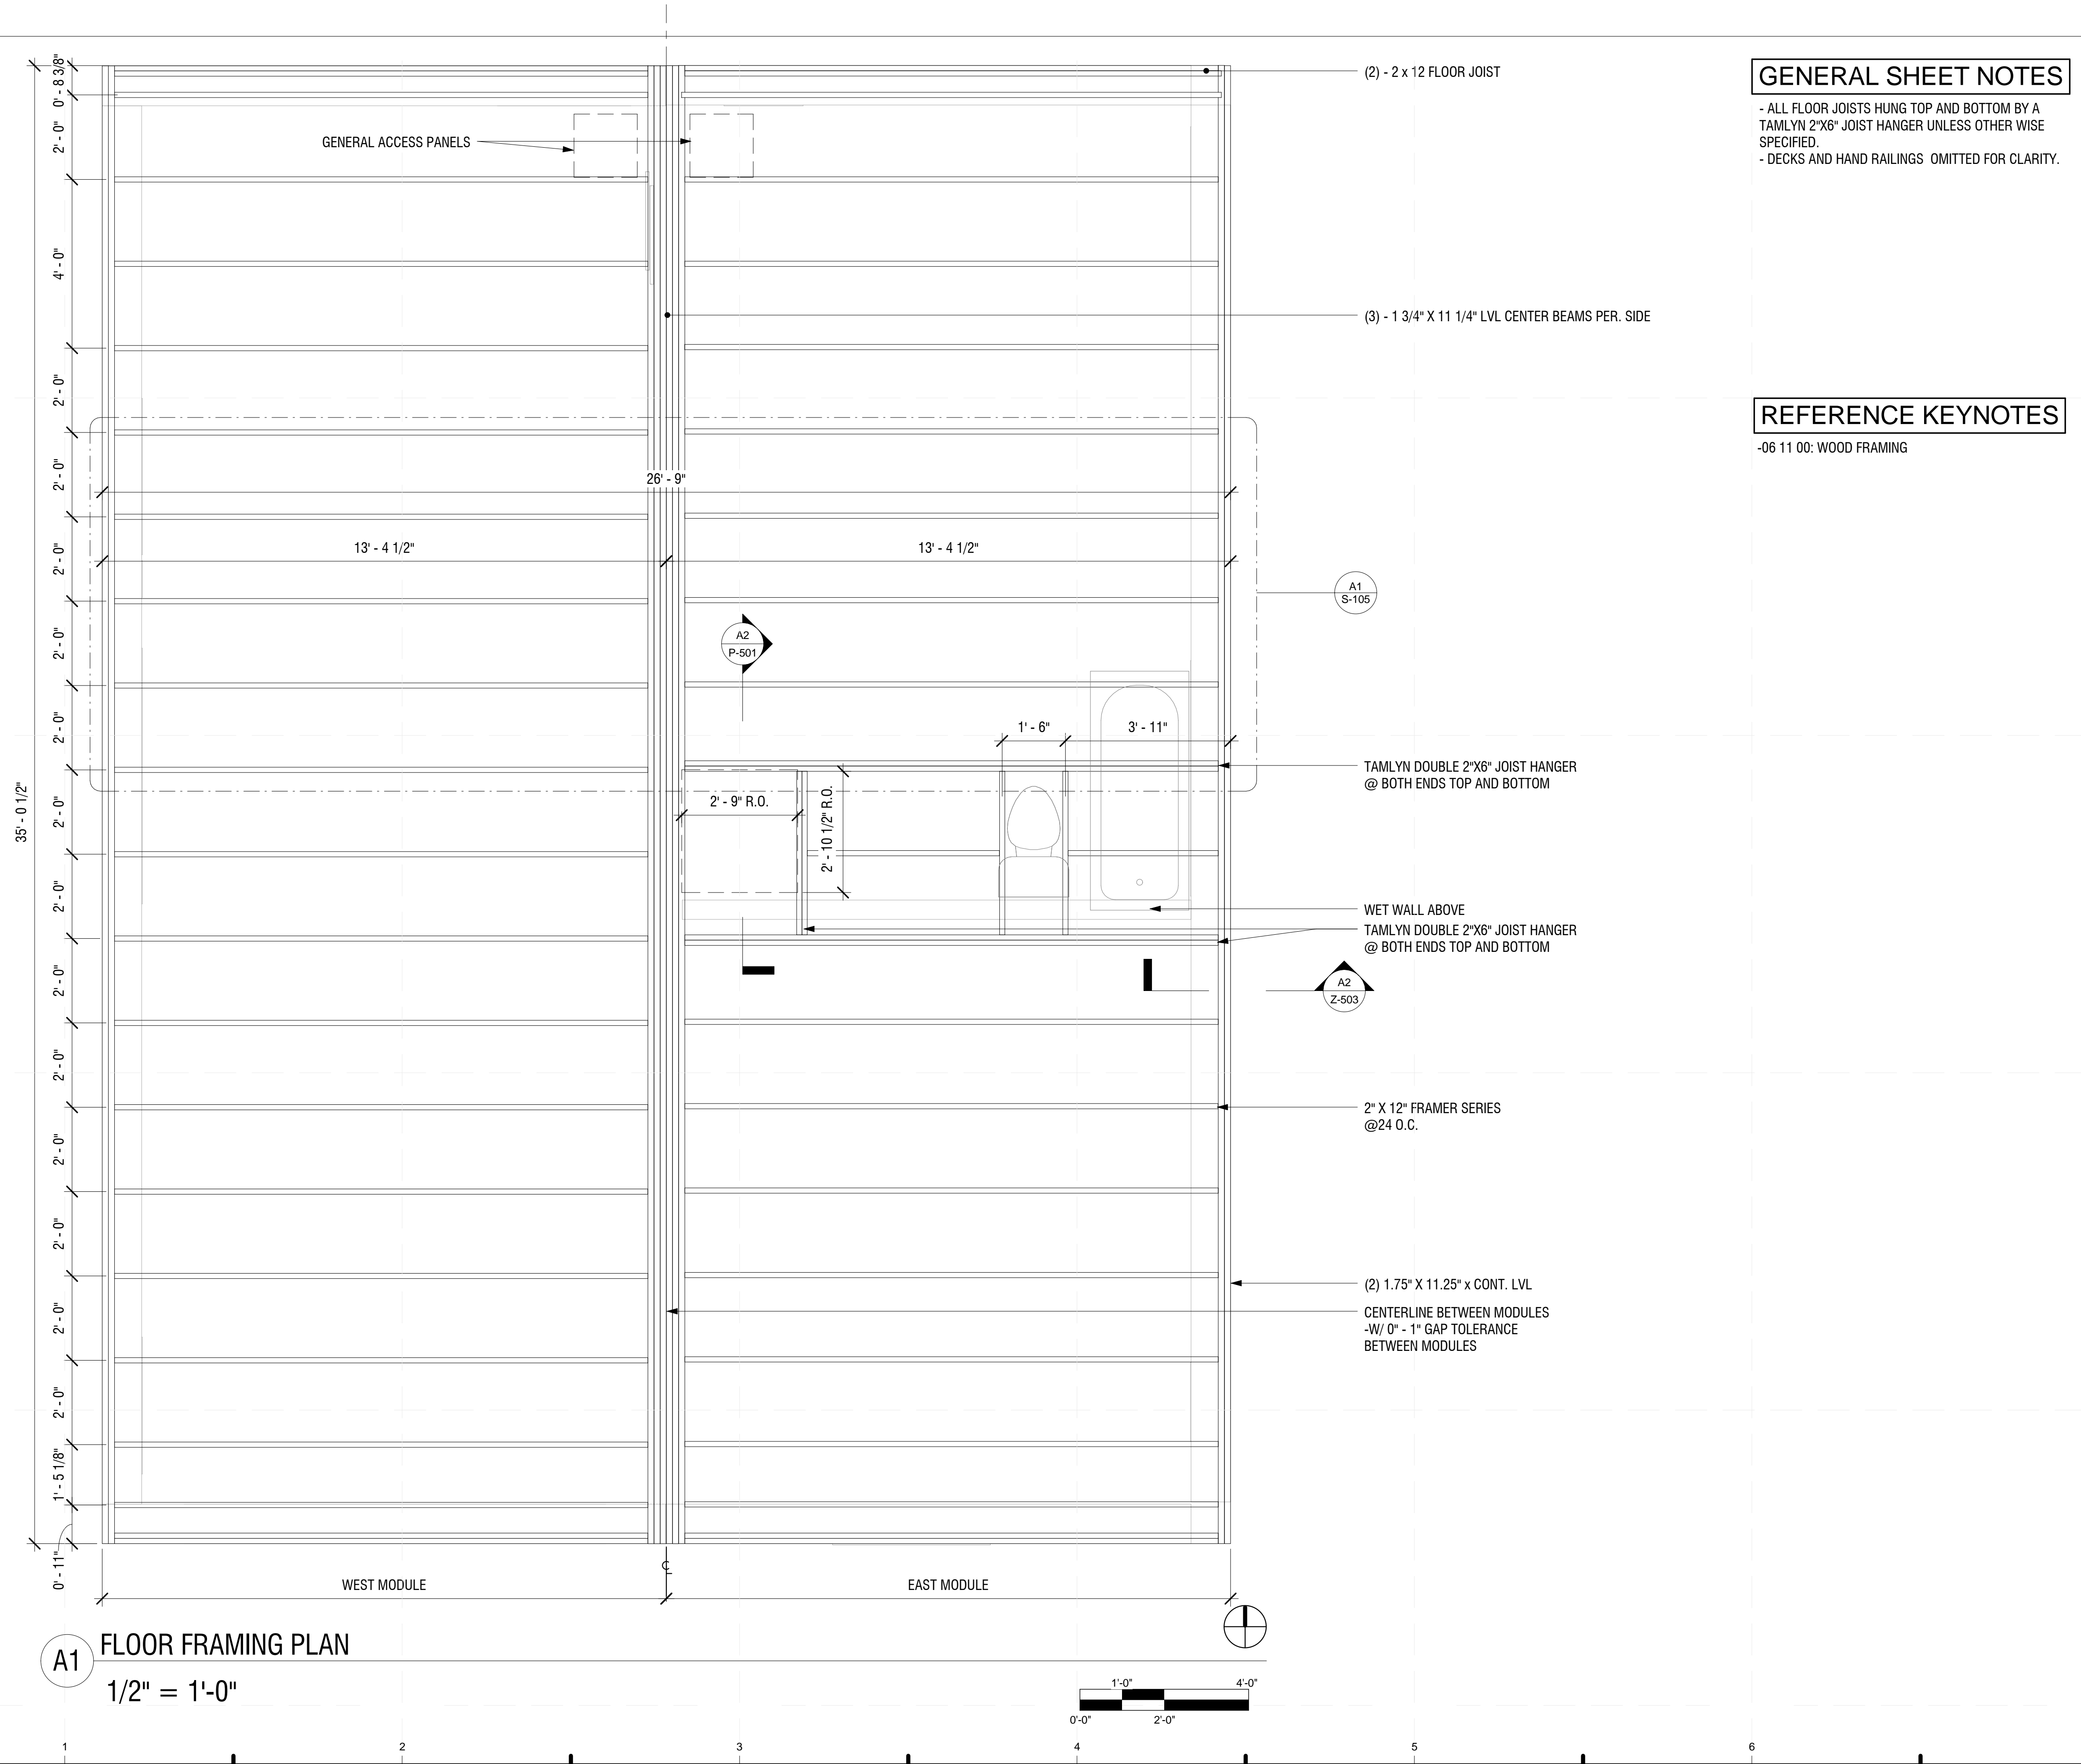 GENERAL SHEET NOTES
- ALL FLOOR JOISTS HUNG TOP AND BOTTOM BY A
TAMLYN 2"X6" JOIST HANGER UNLESS OTHER WISE
SPECIFIED.
- DECKS AND HAND RAILINGS  OMITTED FOR CLARITY.
REFERENCE KEYNOTES
-06 11 00: WOOD FRAMING
(2) - 2 x 12 FLOOR JOIST
GENERAL ACCESS PANELS
(3) - 1 3/4" X 11 1/4" LVL CENTER BEAMS PER. SIDE
0' - 8 3/8"
2' - 0"
4' - 0"
2' - 0"
2' - 0"
2' - 0"
2' - 0"
2' - 0"
2' - 0"
2' - 0"
2' - 0"
2' - 0"
2' - 0"
2' - 0"
2' - 0"
2' - 0"
1' - 5 1/8"
0' - 11"
35' - 0 1/2"
26' - 9"
13' - 4 1/2"
13' - 4 1/2"
A1
S-105
A2
P-501
1' - 6"
3' - 11"
2' - 9" R.O.
2' - 10 1/2" R.O.
TAMLYN DOUBLE 2"X6" JOIST HANGER
@ BOTH ENDS TOP AND BOTTOM
WET WALL ABOVE
TAMLYN DOUBLE 2"X6" JOIST HANGER
@ BOTH ENDS TOP AND BOTTOM
A2
Z-503
2" X 12" FRAMER SERIES
@24 O.C.
(2) 1.75" X 11.25" x CONT. LVL
CENTERLINE BETWEEN MODULES
-W/ 0" - 1" GAP TOLERANCE
BETWEEN MODULES
WEST MODULE
EAST MODULE
A1
FLOOR FRAMING PLAN
1/2" = 1'-0"
1'-0"
4'-0"
0'-0"
2'-0"
1
2
3
4
5
6